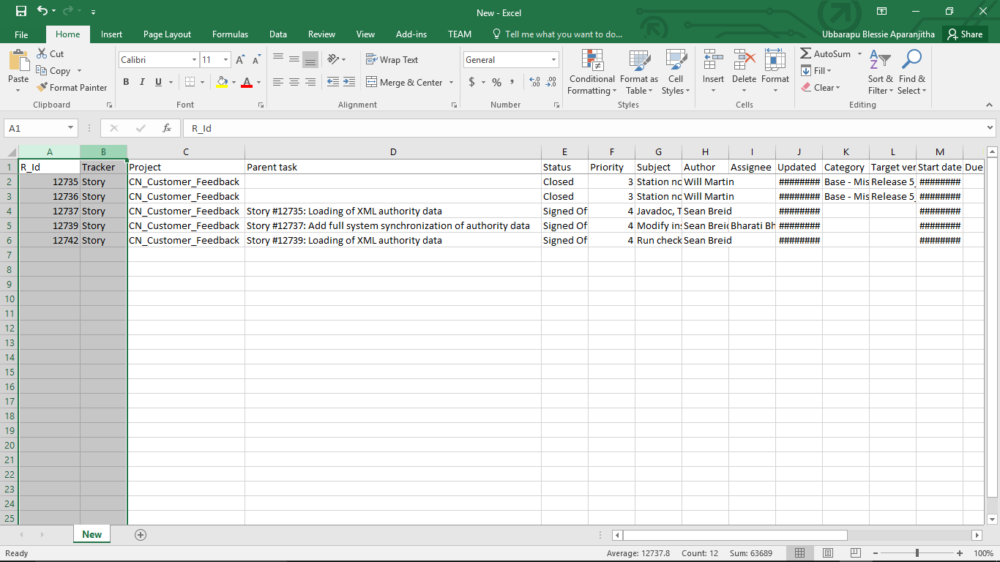 New - Excel
File Home Insert Page Layout Formulas Data Review View Add-ins TEAM Tell me what you want to do... Ubbarapu Blessie Aparanjitha Share
Paste
Cut
Copy
Format Painter
Clipboard
Calibri 11
B I U
Font
Wrap Text
Merge & Center
Alignment
General
$ % ,
Number
Conditional Formatting
Format as Table
Cell Styles
Styles
Insert Delete Format
Cells
AutoSum
Fill
Clear
Sort & Filter
Find & Select
Editing
A1 fx R_Id
A B C D E F G H I J K L M
1 R_Id Tracker Project Parent task Status Priority Subject Author Assignee Updated Category Target ver Start date Due
2 12735 Story CN_Customer_Feedback Closed 3 Station no Will Martin ######## Base - Mis Release 5_ ########
3 12736 Story CN_Customer_Feedback Closed 3 Station no Will Martin ######## Base - Mis Release 5_ ########
4 12737 Story CN_Customer_Feedback Story #12735: Loading of XML authority data Signed Of 4 Javadoc, T Sean Breid ######## ########
5 12739 Story CN_Customer_Feedback Story #12737: Add full system synchronization of authority data Signed Of 4 Modify ins Sean Breid Bharati Bh ######## ########
6 12742 Story CN_Customer_Feedback Story #12739: Loading of XML authority data Signed Of 4 Run check Sean Breid ######## ########
7
8
9
10
11
12
13
14
15
16
17
18
19
20
21
22
23
24
25
New
Ready Average: 12737.8 Count: 12 Sum: 63689 100%